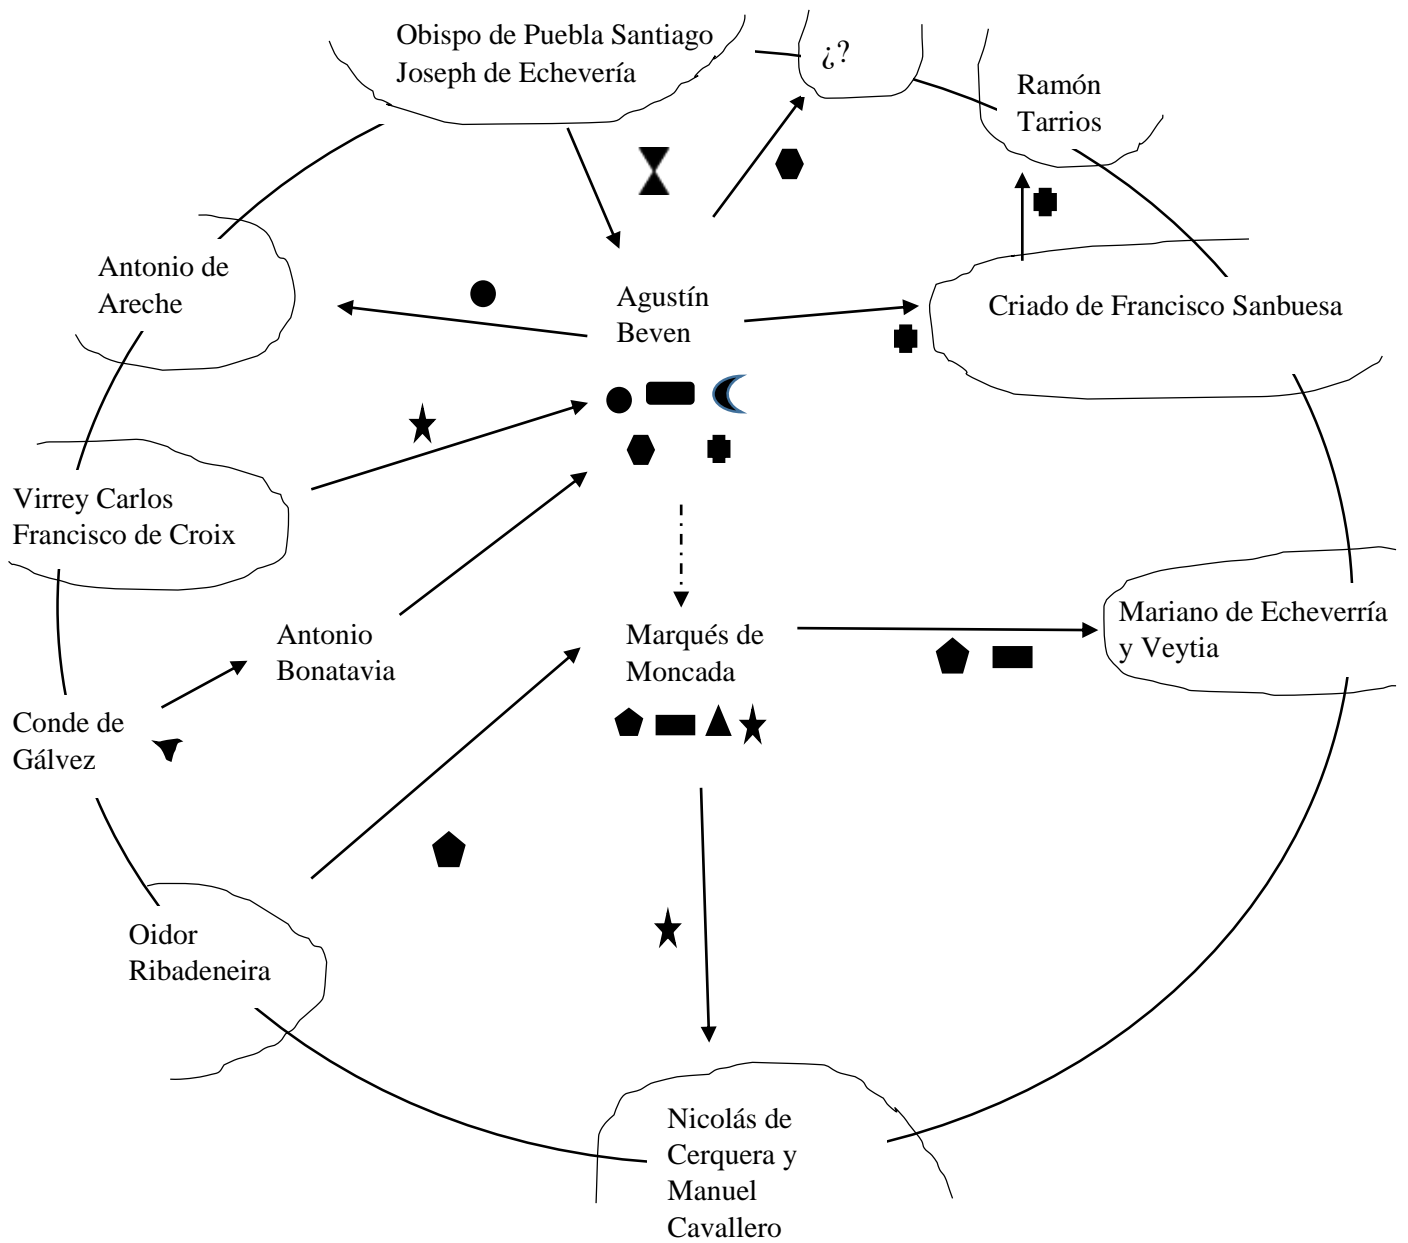 Obispo de Puebla Santiago
Joseph de Echevería
¿?
Ramón
Tarrios
Antonio de
Areche
Agustín
Beven
Criado de Francisco Sanbuesa
Virrey Carlos
Francisco de Croix
Antonio
Bonatavia
Marqués de
Moncada
Mariano de Echeverría
y Veytia
Conde de
Gálvez
Oidor
Ribadeneira
Nicolás de
Cerquera y
Manuel
Cavallero